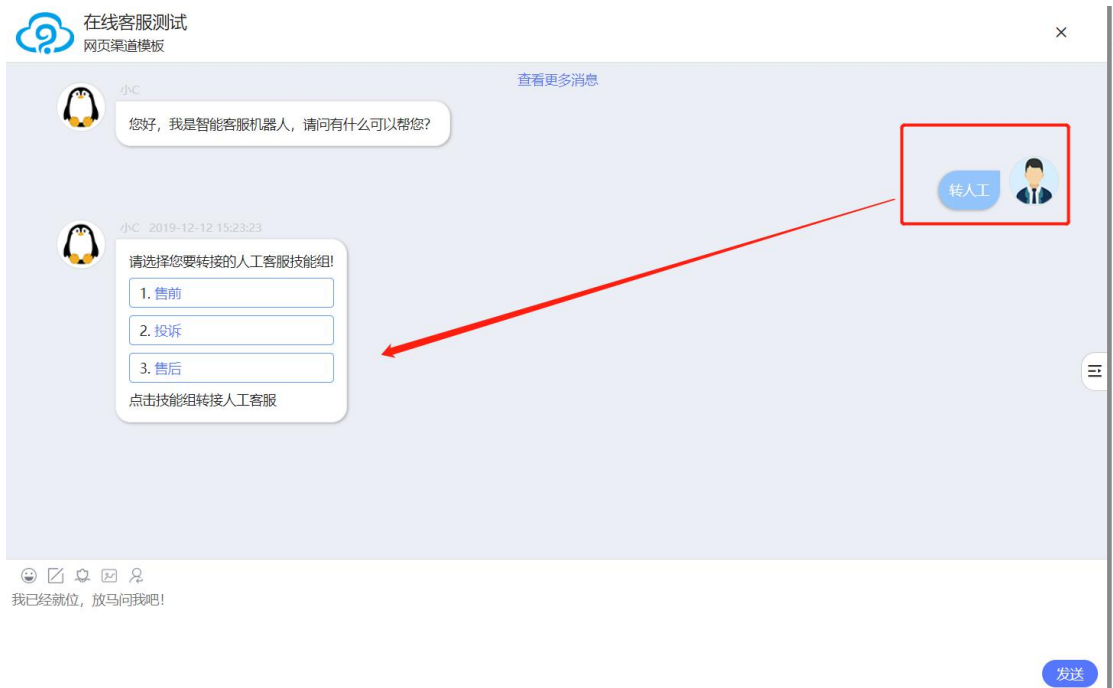 在线客服测试
网页渠道模板
查看更多消息
小C
您好，我是智能客服机器人，请问有什么可以帮您？
转人工
小C 2019-12-12 15:23:23
请选择您要转接的人工客服技能组!
1. 售前
2. 投诉
3. 售后
点击技能组转接人工客服
我已经就位，放马问我吧！
发送